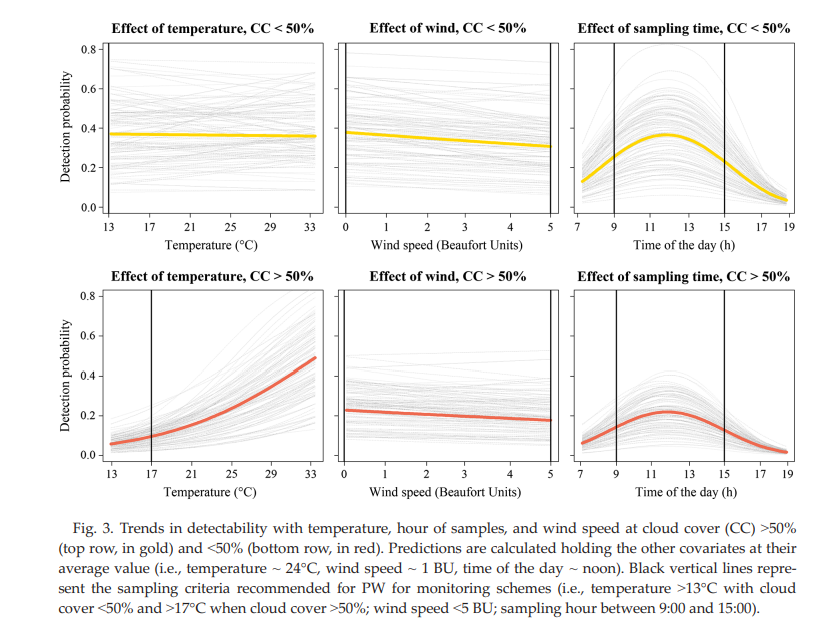 Effect of temperature, CC < 50%
Effect of wind, CC < 50%
Effect of sampling time, CC < 50%
Detection probability
0.8
0.6
0.4
0.2
0.0
13 17 21 25 29 33
0 1 2 3 4 5
7 9 11 13 15 17 19
Temperature (°C)
Wind speed (Beaufort Units)
Time of the day (h)
Effect of temperature, CC > 50%
Effect of wind, CC > 50%
Effect of sampling time, CC > 50%
Detection probability
0.8
0.6
0.4
0.2
0.0
13 17 21 25 29 33
0 1 2 3 4 5
7 9 11 13 15 17 19
Temperature (°C)
Wind speed (Beaufort Units)
Time of the day (h)
Fig. 3. Trends in detectability with temperature, hour of samples, and wind speed at cloud cover (CC) >50%
(top row, in gold) and <50% (bottom row, in red). Predictions are calculated holding the other covariates at their
average value (i.e., temperature ~ 24°C, wind speed ~ 1 BU, time of the day ~ noon). Black vertical lines repre-
sent the sampling criteria recommended for PW for monitoring schemes (i.e., temperature >13°C with cloud
cover <50% and >17°C when cloud cover >50%; wind speed <5 BU; sampling hour between 9:00 and 15:00).